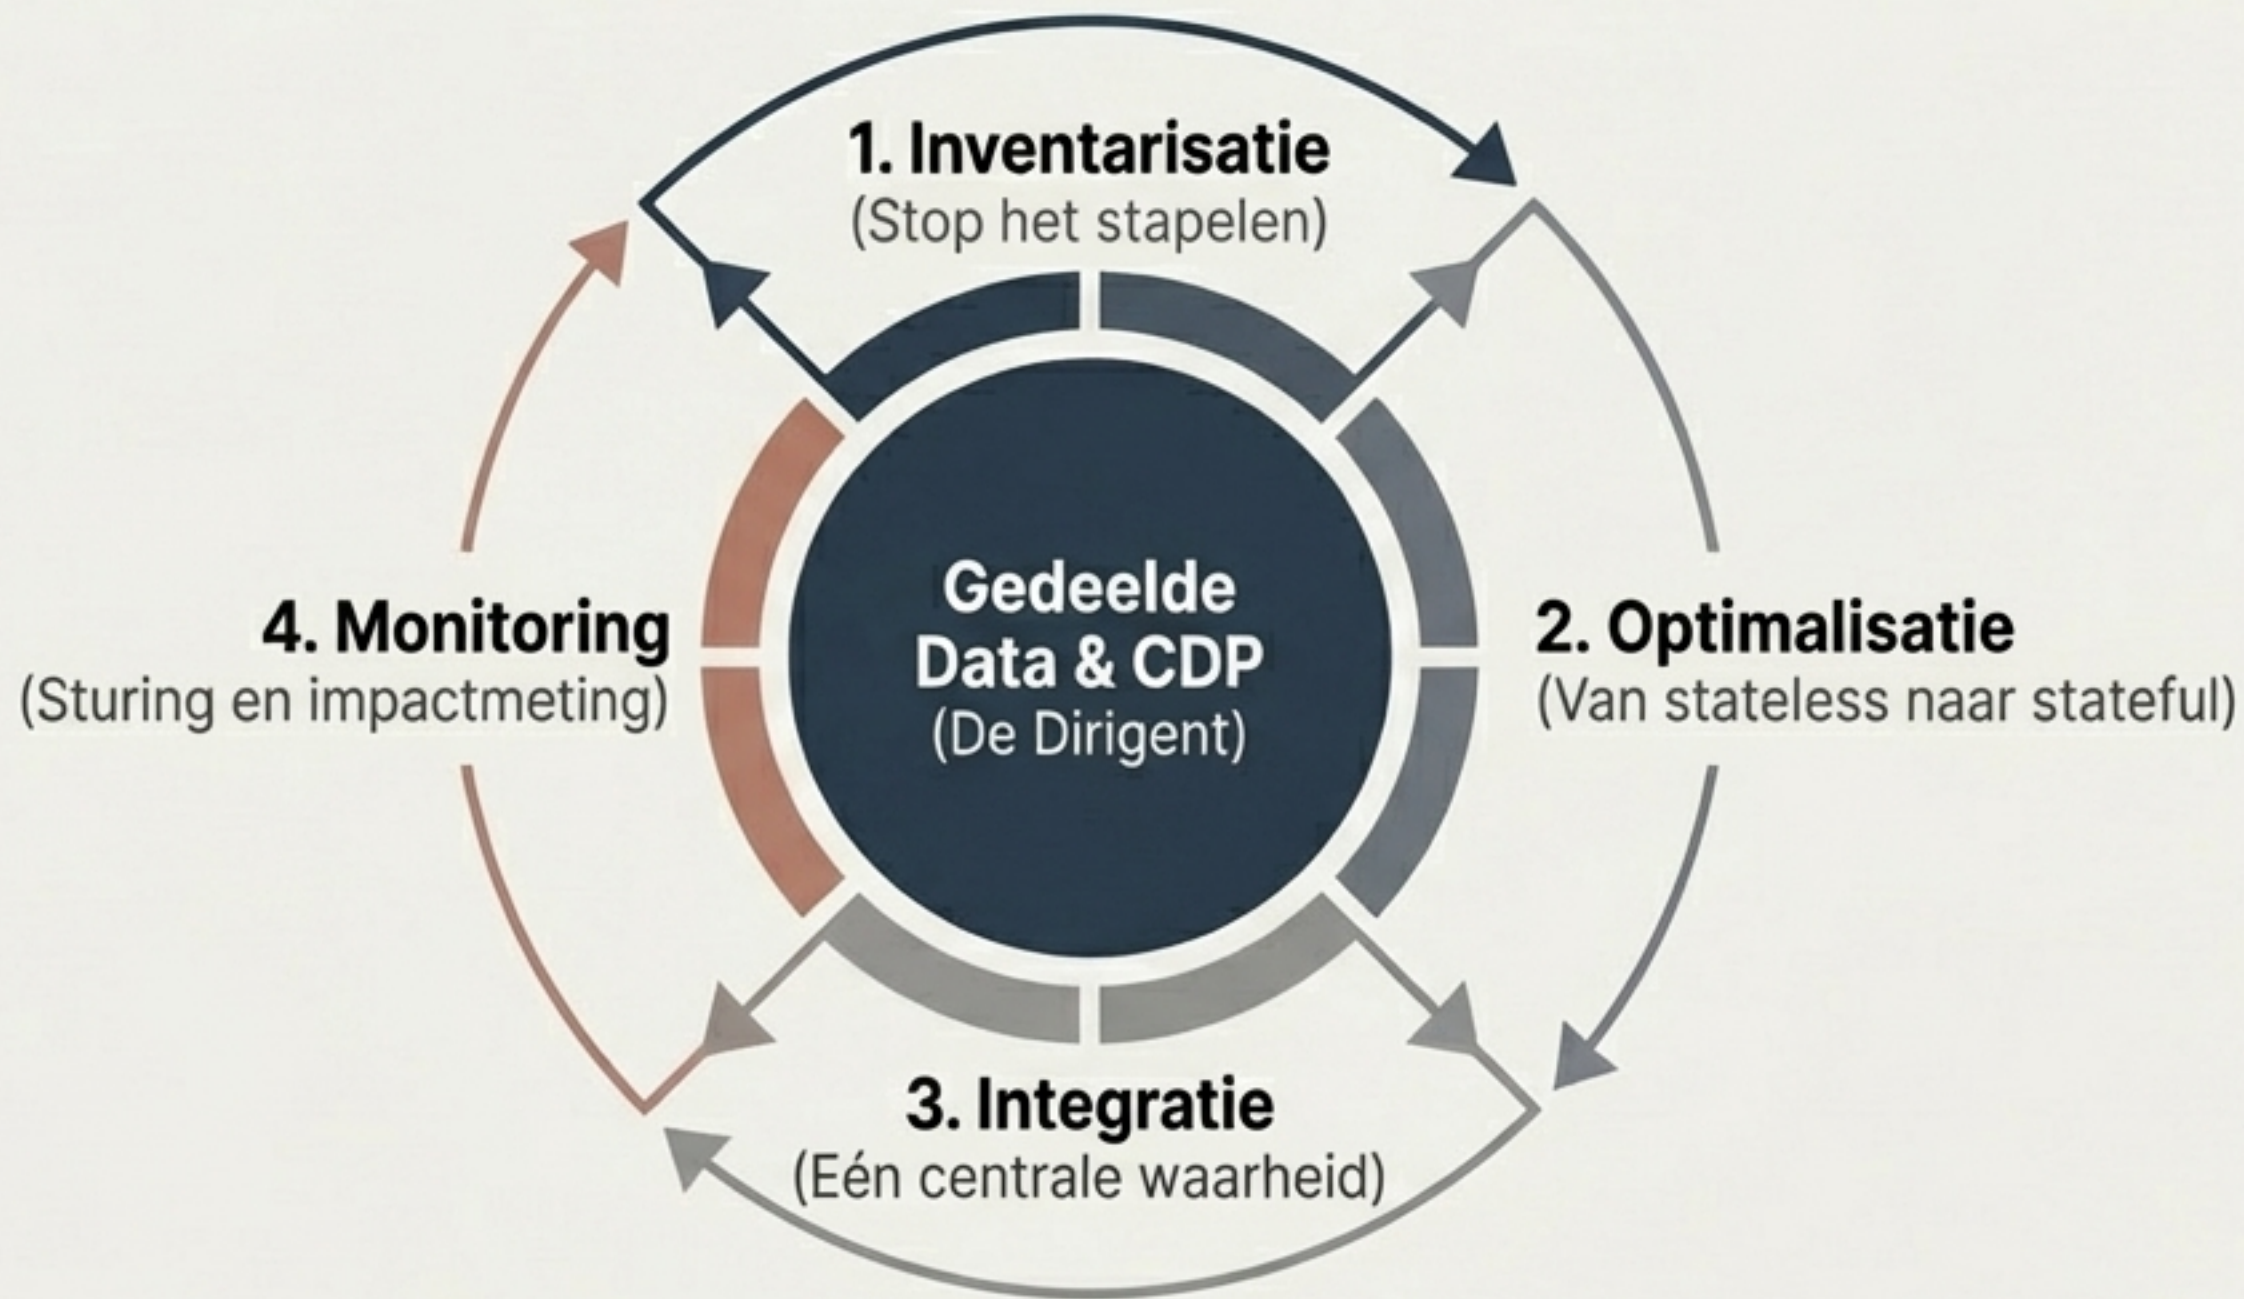 1. Inventarisatie
(Stop het stapelen)
Gedeelde
Data & CDP
(De Dirigent)
4. Monitoring
(Sturing en impactmeting)
2. Optimalisatie
(Van stateless naar stateful)
3. Integratie
(Eén centrale waarheid)